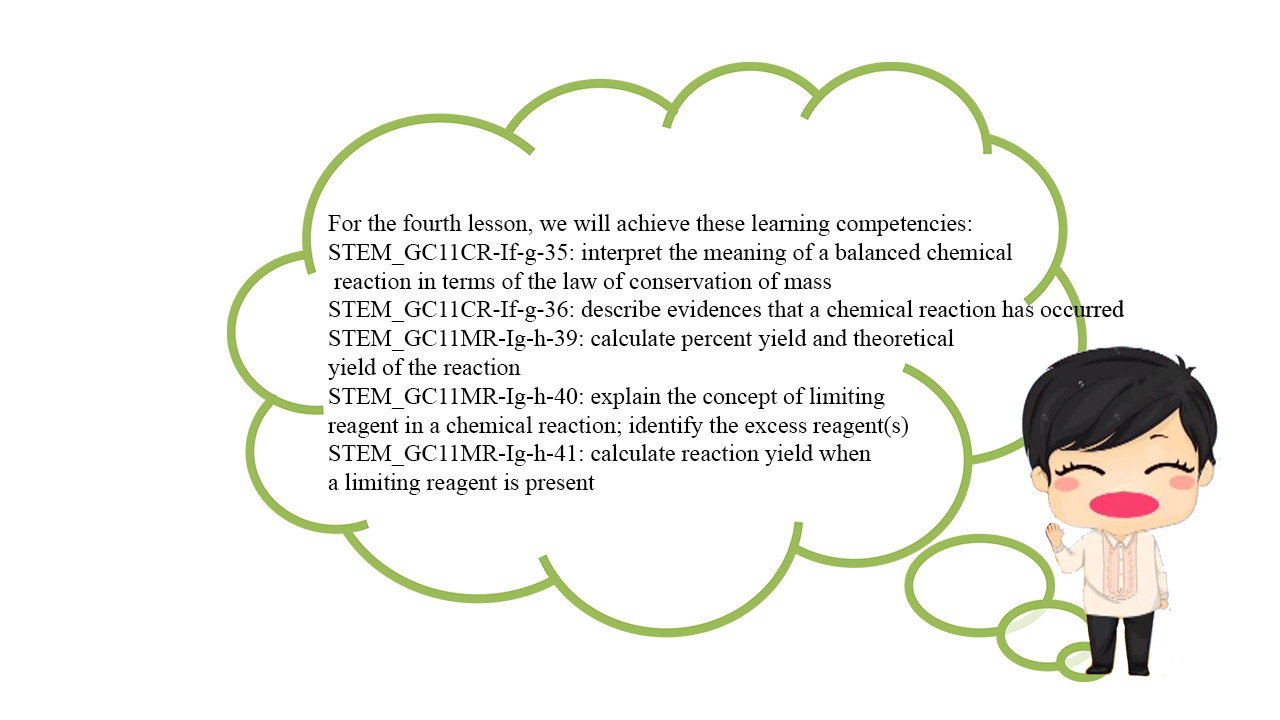 For the fourth lesson, we will achieve these learning competencies:
STEM_GC11CR-If-g-35: interpret the meaning of a balanced chemical
reaction in terms of the law of conservation of mass
STEM_GC11CR-If-g-36: describe evidences that a chemical reaction has occurred
STEM_GC11MR-Ig-h-39: calculate percent yield and theoretical
yield of the reaction
STEM_GC11MR-Ig-h-40: explain the concept of limiting
reagent in a chemical reaction; identify the excess reagent(s)
STEM_GC11MR-Ig-h-41: calculate reaction yield when
a limiting reagent is present